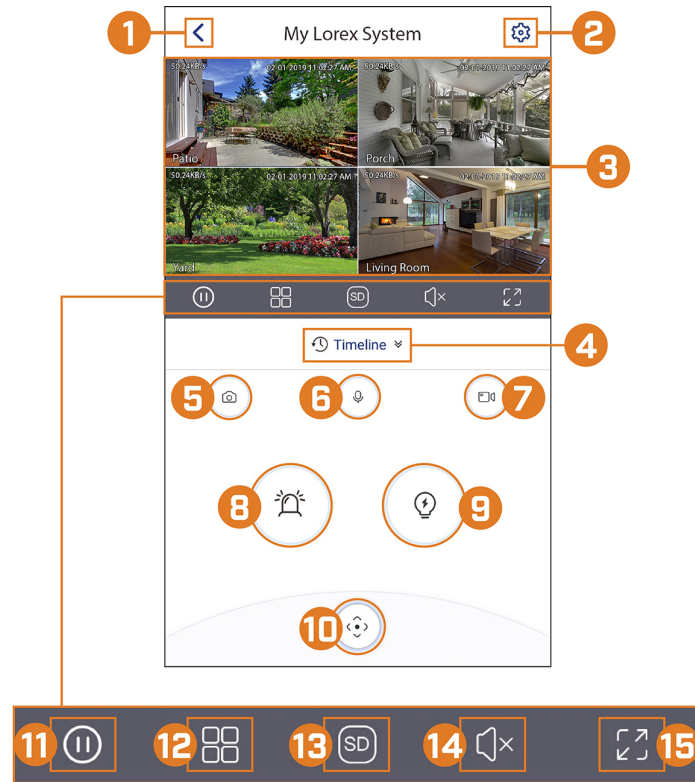 1 My Lorex System 2
50.24KB/s 02-01-2019 11:02:27 AM 50.24KB/s 02-01-2019 11:02:27 AM
Patio Porch
3
50.24KB/s 02-01-2019 11:02:27 AM 50.24KB/s 02-01-2019 11:02:27 AM
Yard Living Room
SD
Timeline 4
5 6 7
8 9
10
11 12 13 SD 14 15